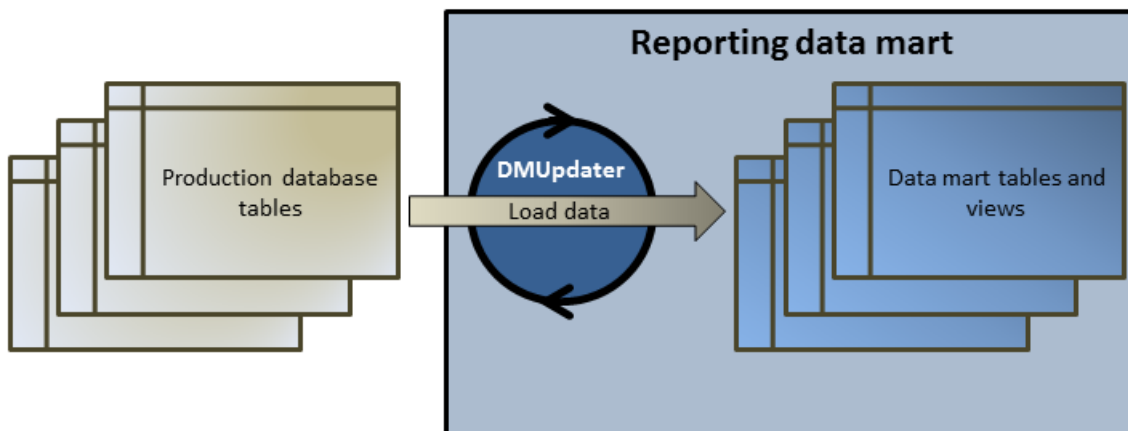 Reporting data mart
Production database
tables
DMUpdater
Load data
Data mart tables and
views